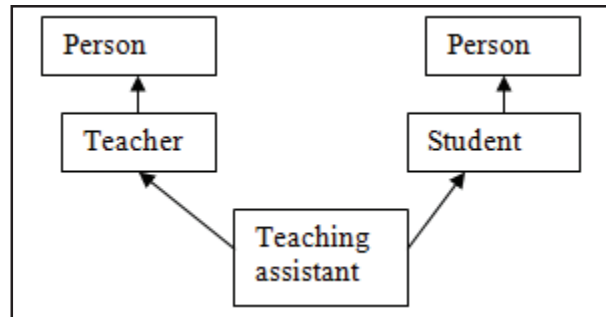 Person
Person
Teacher
Student
Teaching
assistant